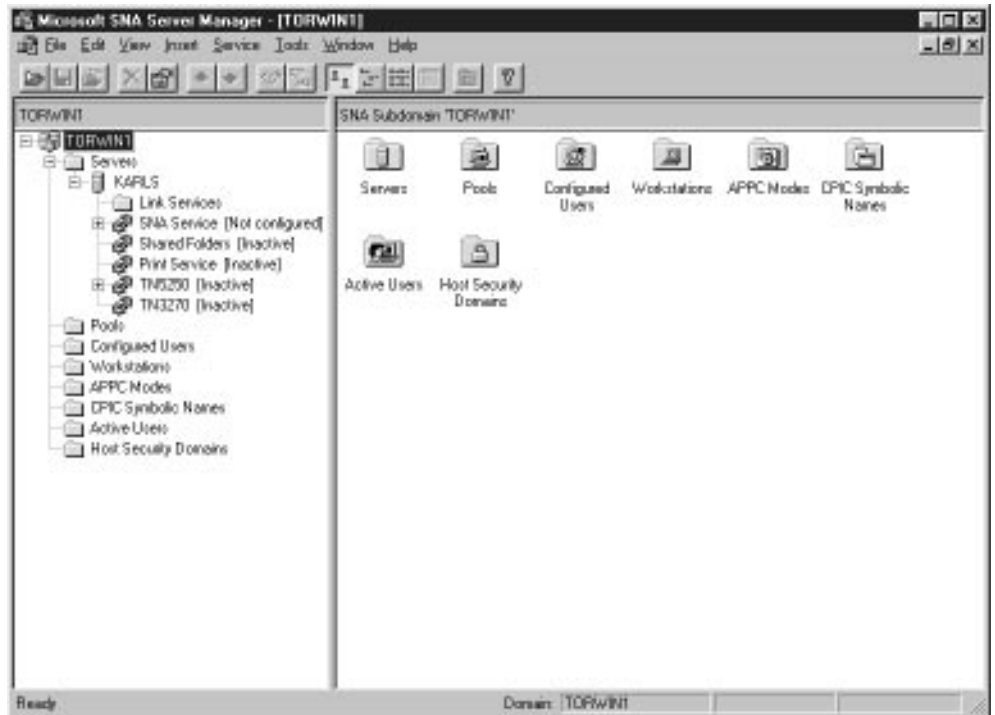 Microsoft SNA Server Manager - [TORWIN1]
File Edit View Insert Service Tools Window Help
TORWIN1
SNA Subdomain 'TORWIN1'
TORWIN1
Servers
KARLS
Link Services
SNA Service [Not configured]
Shared Folders [Inactive]
Print Service [Inactive]
TN5250 [Inactive]
TN3270 [Inactive]
Pools
Configured Users
Workstations
APPC Modes
CPIC Symbolic Names
Active Users
Host Security Domains
Servers
Pools
Configured Users
Workstations
APPC Modes
CPIC Symbolic Names
Active Users
Host Security Domains
Ready
Domain: TORWIN1